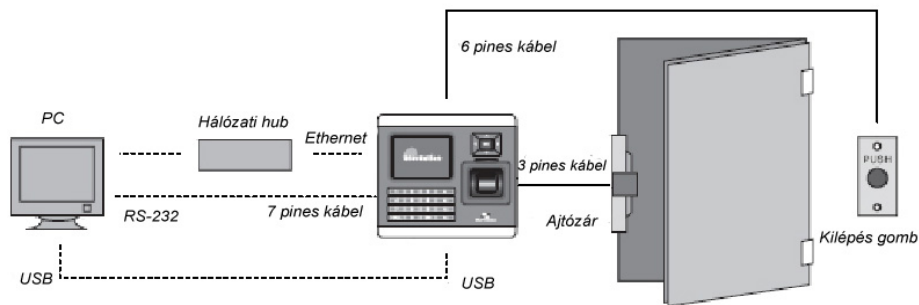 6 pines kábel
PC
Hálózati hub
Ethernet
3 pines kábel
PUSH
RS-232
7 pines kábel
Ajtózár
Kilépés gomb
USB
USB